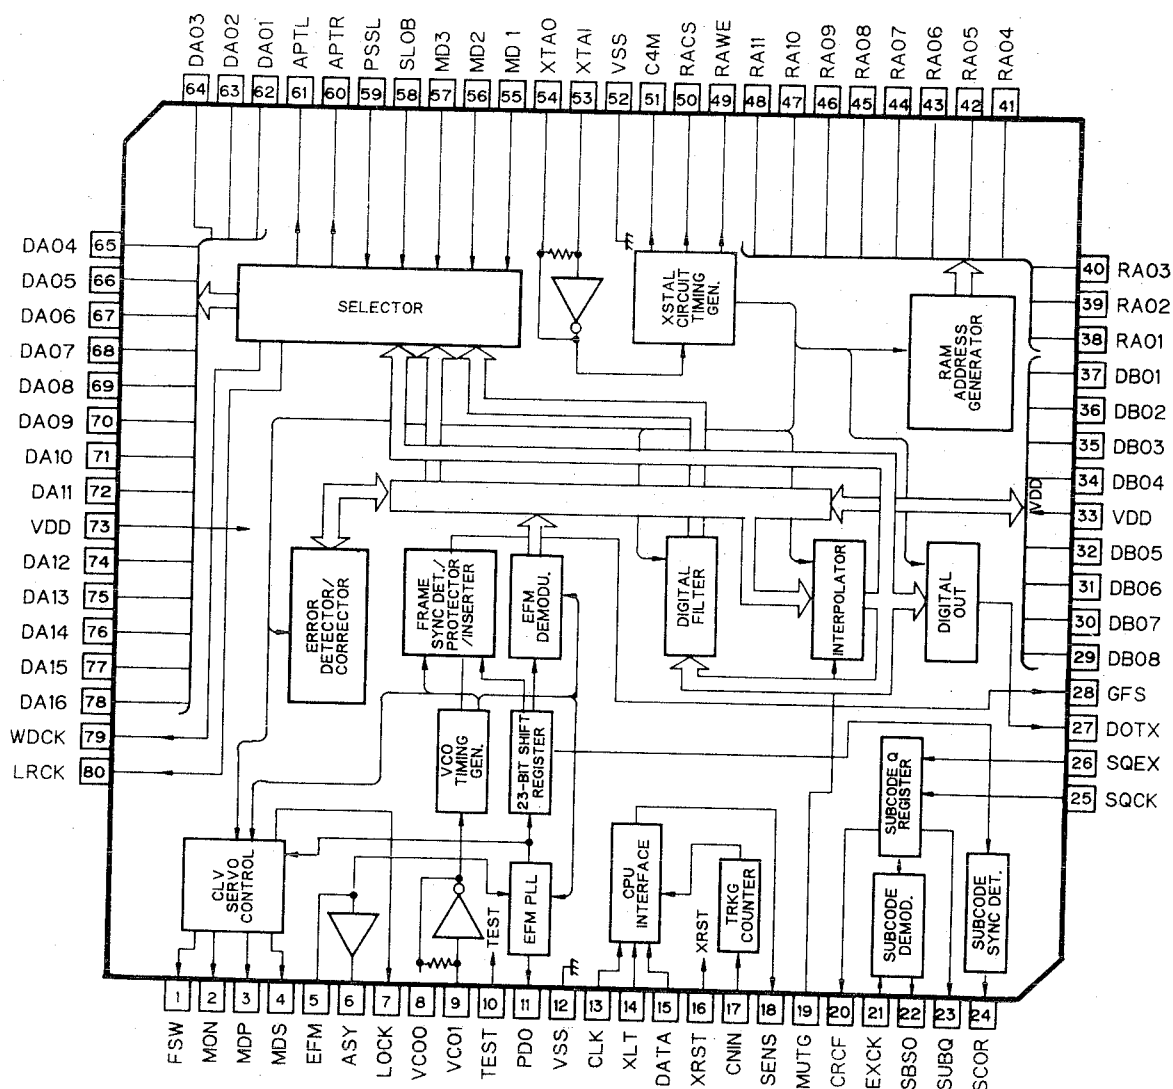 DA03
DA02
DA01
APTL
APTR
PSSL
SLOB
MD3
MD2
MD1
XTAO
XTAI
VSS
C4M
RACS
RAWE
RA11
RA10
RA09
RA08
RA07
RA06
RA05
RA04
64 63 62 61 60 59 58 57 56 55 54 53 52 51 50 49 48 47 46 45 44 43 42 41
DA04 65
DA05 66
DA06 67
DA07 68
DA08 69
DA09 70
DA10 71
DA11 72
VDD 73
DA12 74
DA13 75
DA14 76
DA15 77
DA16 78
WDCK 79
LRCK 80
40 RA03
39 RA02
38 RA01
37 DB01
36 DB02
35 DB03
34 DB04
33 VDD
32 DB05
31 DB06
30 DB07
29 DB08
28 GFS
27 DOTX
26 SQEX
25 SQCK
VDD
SELECTOR
XSTAL
CIRCUIT
TIMING
GEN.
RAM
ADDRESS
GENERATOR
ERROR
DETECTOR/
CORRECTOR
FRAME
SYNC DET./
PROTECTOR
/INSERTER
EFM
DEMODU.
DIGITAL
FILTER
INTERPOLATOR
DIGITAL
OUT
VCO
TIMING
GEN.
23-BIT SHIFT
REGISTER
SUBCODE Q
REGISTER
CLV
SERVO
CONTROL
TEST
EFM PLL
CPU
INTERFACE
XRST
TRKG
COUNTER
SUBCODE
DEMOD.
SUBCODE
SYNC DET.
1 2 3 4 5 6 7 8 9 10 11 12 13 14 15 16 17 18 19 20 21 22 23 24
FSW
MON
MDP
MDS
EFM
ASY
LOCK
VCOO
VCO1
TEST
PDO
VSS
CLK
XLT
DATA
XRST
CNIN
SENS
MUTG
CRCF
EXCK
SBSO
SUBQ
SCOR